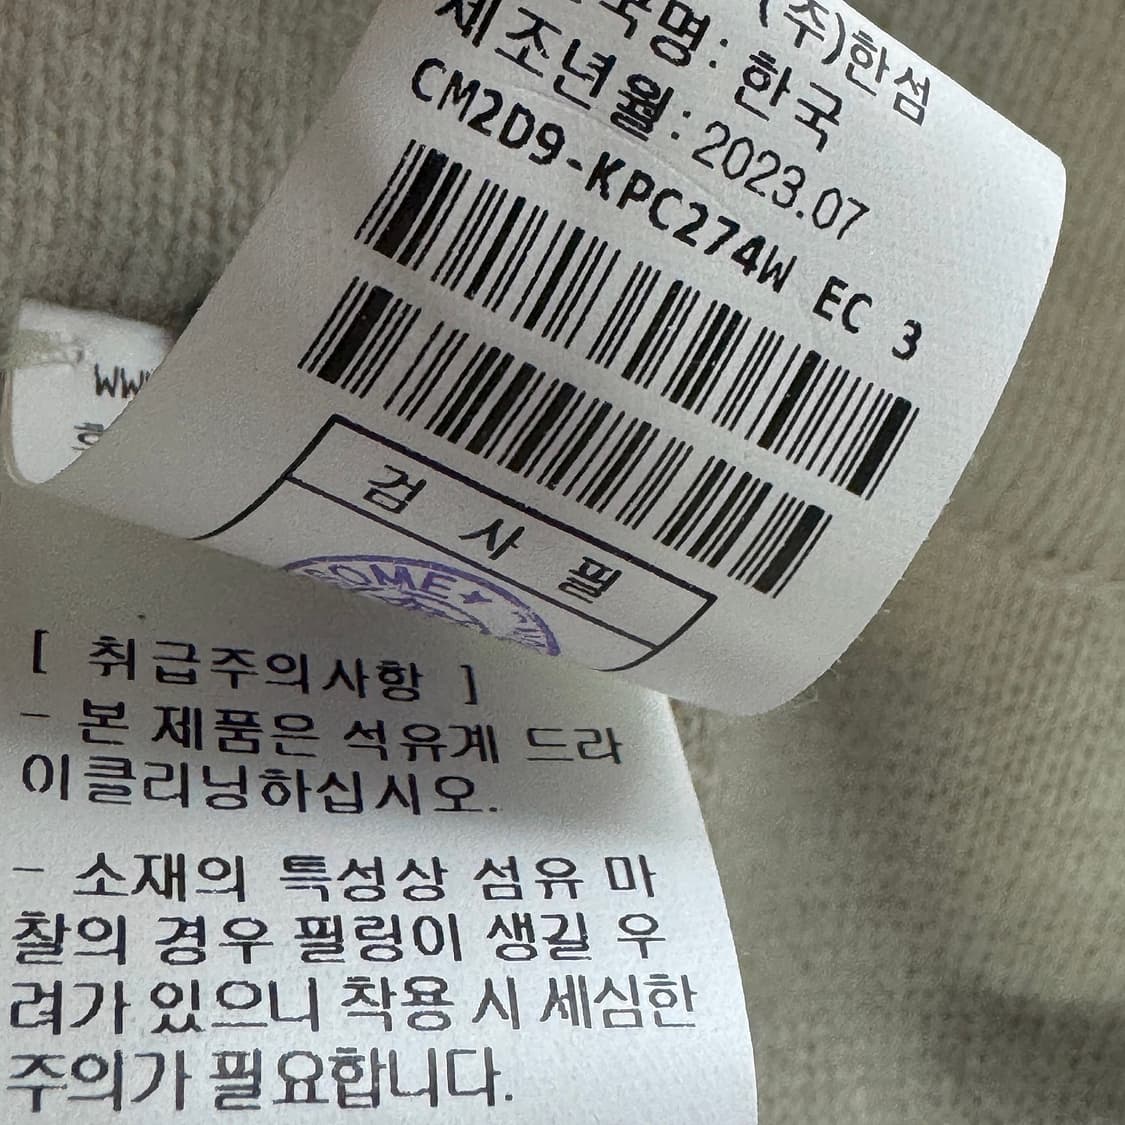 (주)한섬
국명: 한국
제조년월: 2023.07
CM2D9-KPC274W EC 3
검 사 필
[ 취급주의사항 ]
- 본 제품은 석유계 드라
이클리닝하십시오.
- 소재의 특성상 섬유 마
찰의 경우 필링이 생길 우
려가 있으니 착용 시 세심한
주의가 필요합니다.